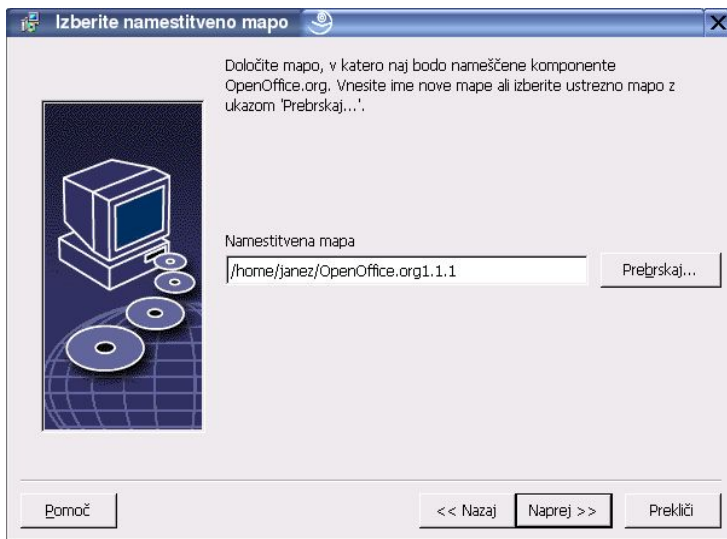 Izberite namestitveno mapo
Določite mapo, v katero naj bodo nameščene komponente
OpenOffice.org. Vnesite ime nove mape ali izberite ustrezno mapo z
ukazom 'Prebrskaj...'.
Namestitvena mapa
/home/janez/OpenOffice.org1.1.1
Prebrskaj...
Pomoč
<< Nazaj
Naprej >>
Prekliči